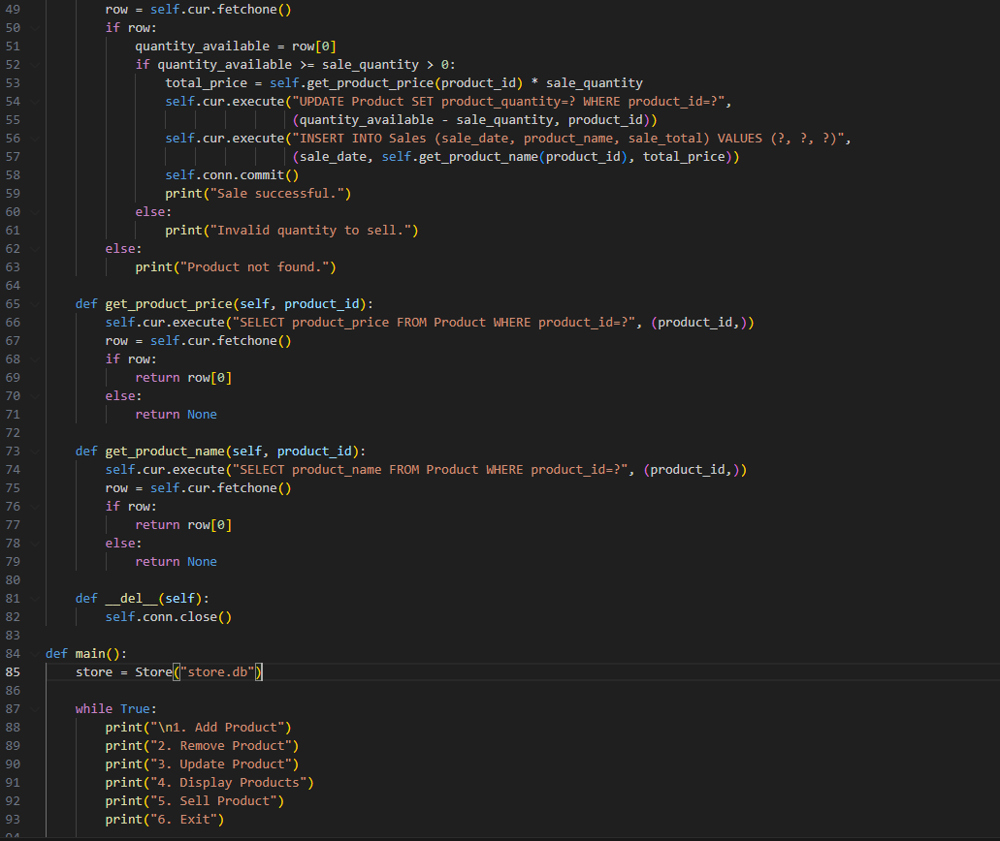 49 row = self.cur.fetchone()
50 if row:
51 quantity_available = row[0]
52 if quantity_available >= sale_quantity > 0:
53 total_price = self.get_product_price(product_id) * sale_quantity
54 self.cur.execute("UPDATE Product SET product_quantity=? WHERE product_id=?",
55 (quantity_available - sale_quantity, product_id))
56 self.cur.execute("INSERT INTO Sales (sale_date, product_name, sale_total) VALUES (?, ?, ?)",
57 (sale_date, self.get_product_name(product_id), total_price))
58 self.conn.commit()
59 print("Sale successful.")
60 else:
61 print("Invalid quantity to sell.")
62 else:
63 print("Product not found.")
64
65 def get_product_price(self, product_id):
66 self.cur.execute("SELECT product_price FROM Product WHERE product_id=?", (product_id,))
67 row = self.cur.fetchone()
68 if row:
69 return row[0]
70 else:
71 return None
72
73 def get_product_name(self, product_id):
74 self.cur.execute("SELECT product_name FROM Product WHERE product_id=?", (product_id,))
75 row = self.cur.fetchone()
76 if row:
77 return row[0]
78 else:
79 return None
80
81 def __del__(self):
82 self.conn.close()
83
84 def main():
85 store = Store("store.db")
86
87 while True:
88 print("\n1. Add Product")
89 print("2. Remove Product")
90 print("3. Update Product")
91 print("4. Display Products")
92 print("5. Sell Product")
93 print("6. Exit")
94